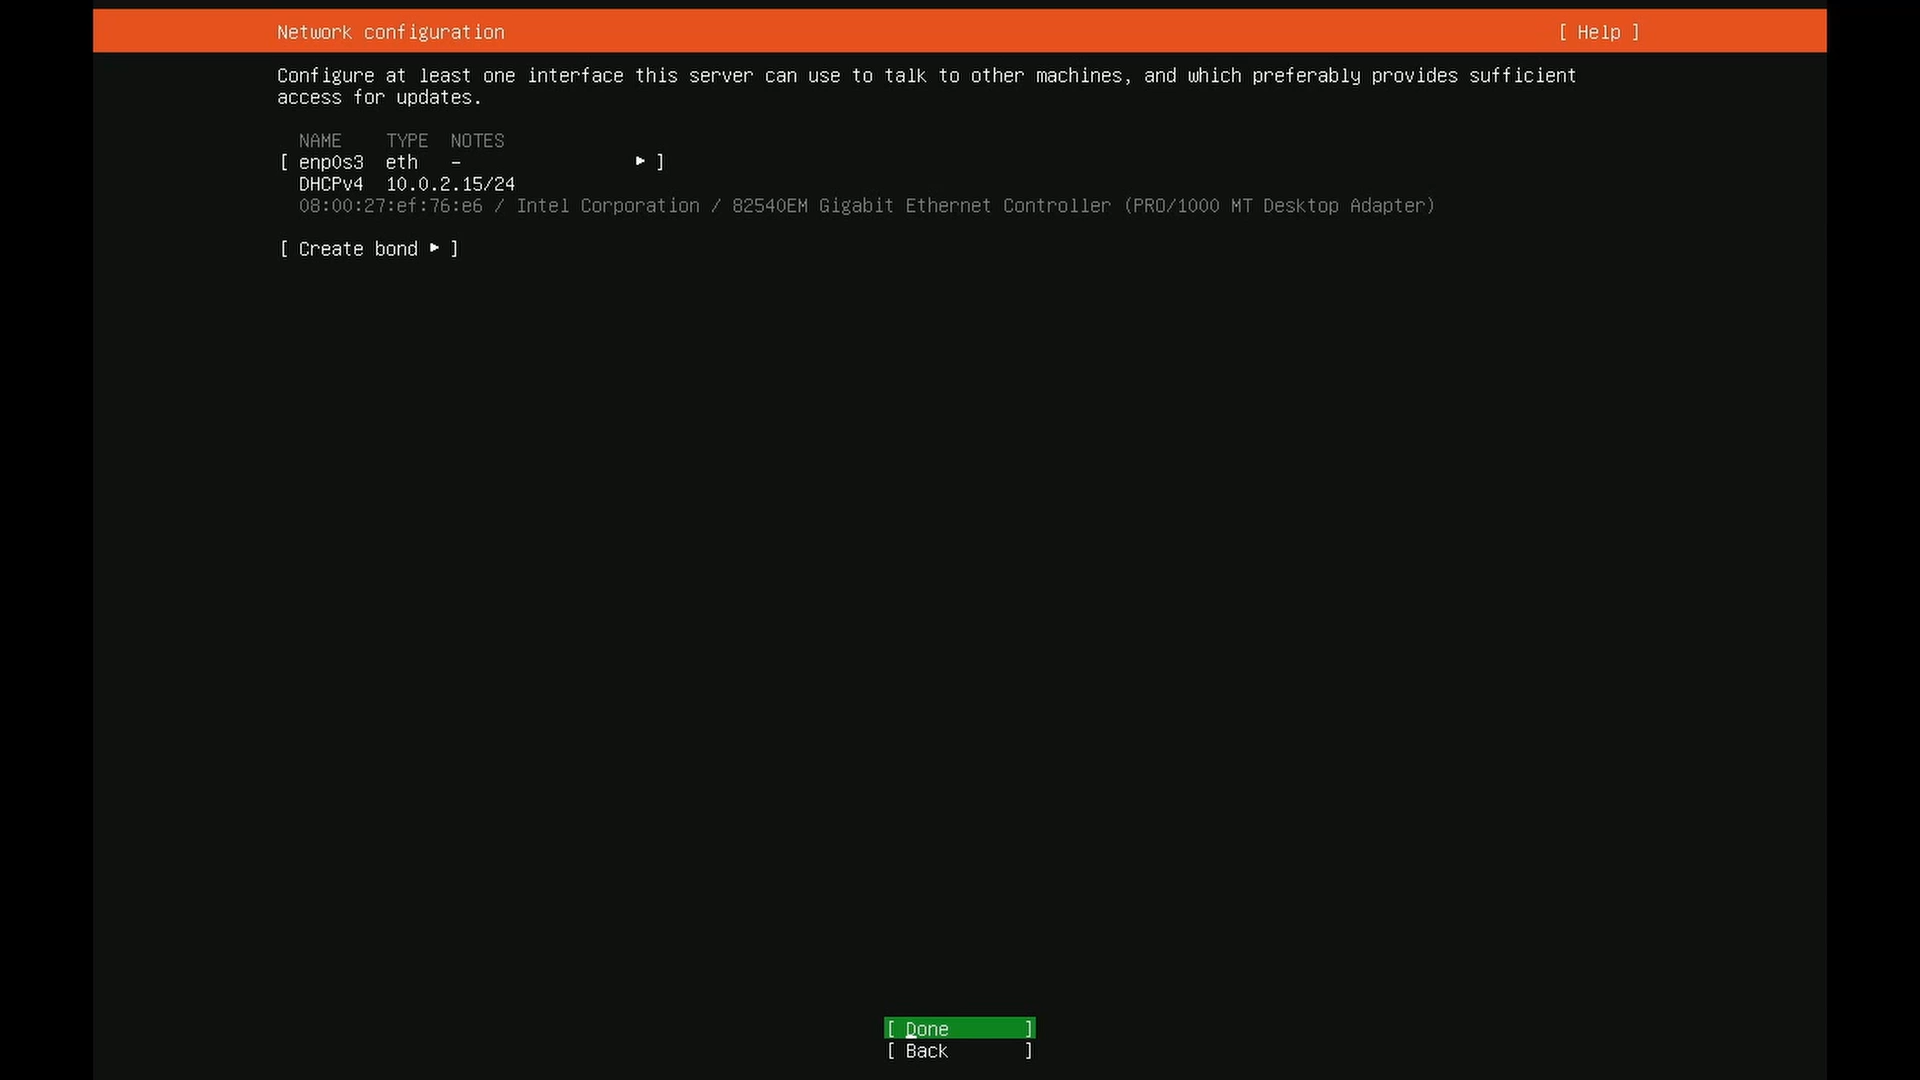 Network configuration [ Help ]
Configure at least one interface this server can use to talk to other machines, and which preferably provides sufficient
access for updates.
NAME TYPE NOTES
[ enp0s3 eth – ▸ ]
DHCPv4 10.0.2.15/24
08:00:27:ef:76:e6 / Intel Corporation / 82540EM Gigabit Ethernet Controller (PRO/1000 MT Desktop Adapter)
[ Create bond ▸ ]
[ Done ]
[ Back ]